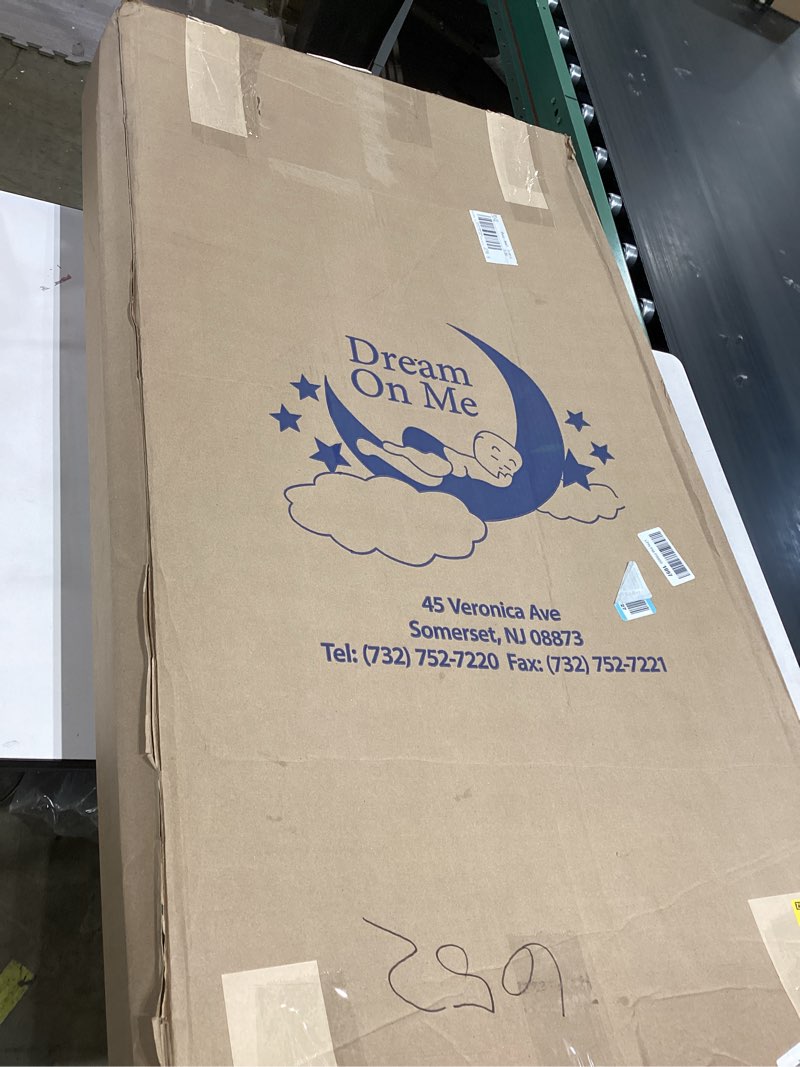 Dream
On Me
45 Veronica Ave
Somerset, NJ 08873
Tel: (732) 752-7220 Fax: (732) 752-7221